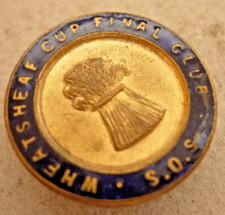 WHEATSHEAF CUP FINAL CLUB · S.O.S ·